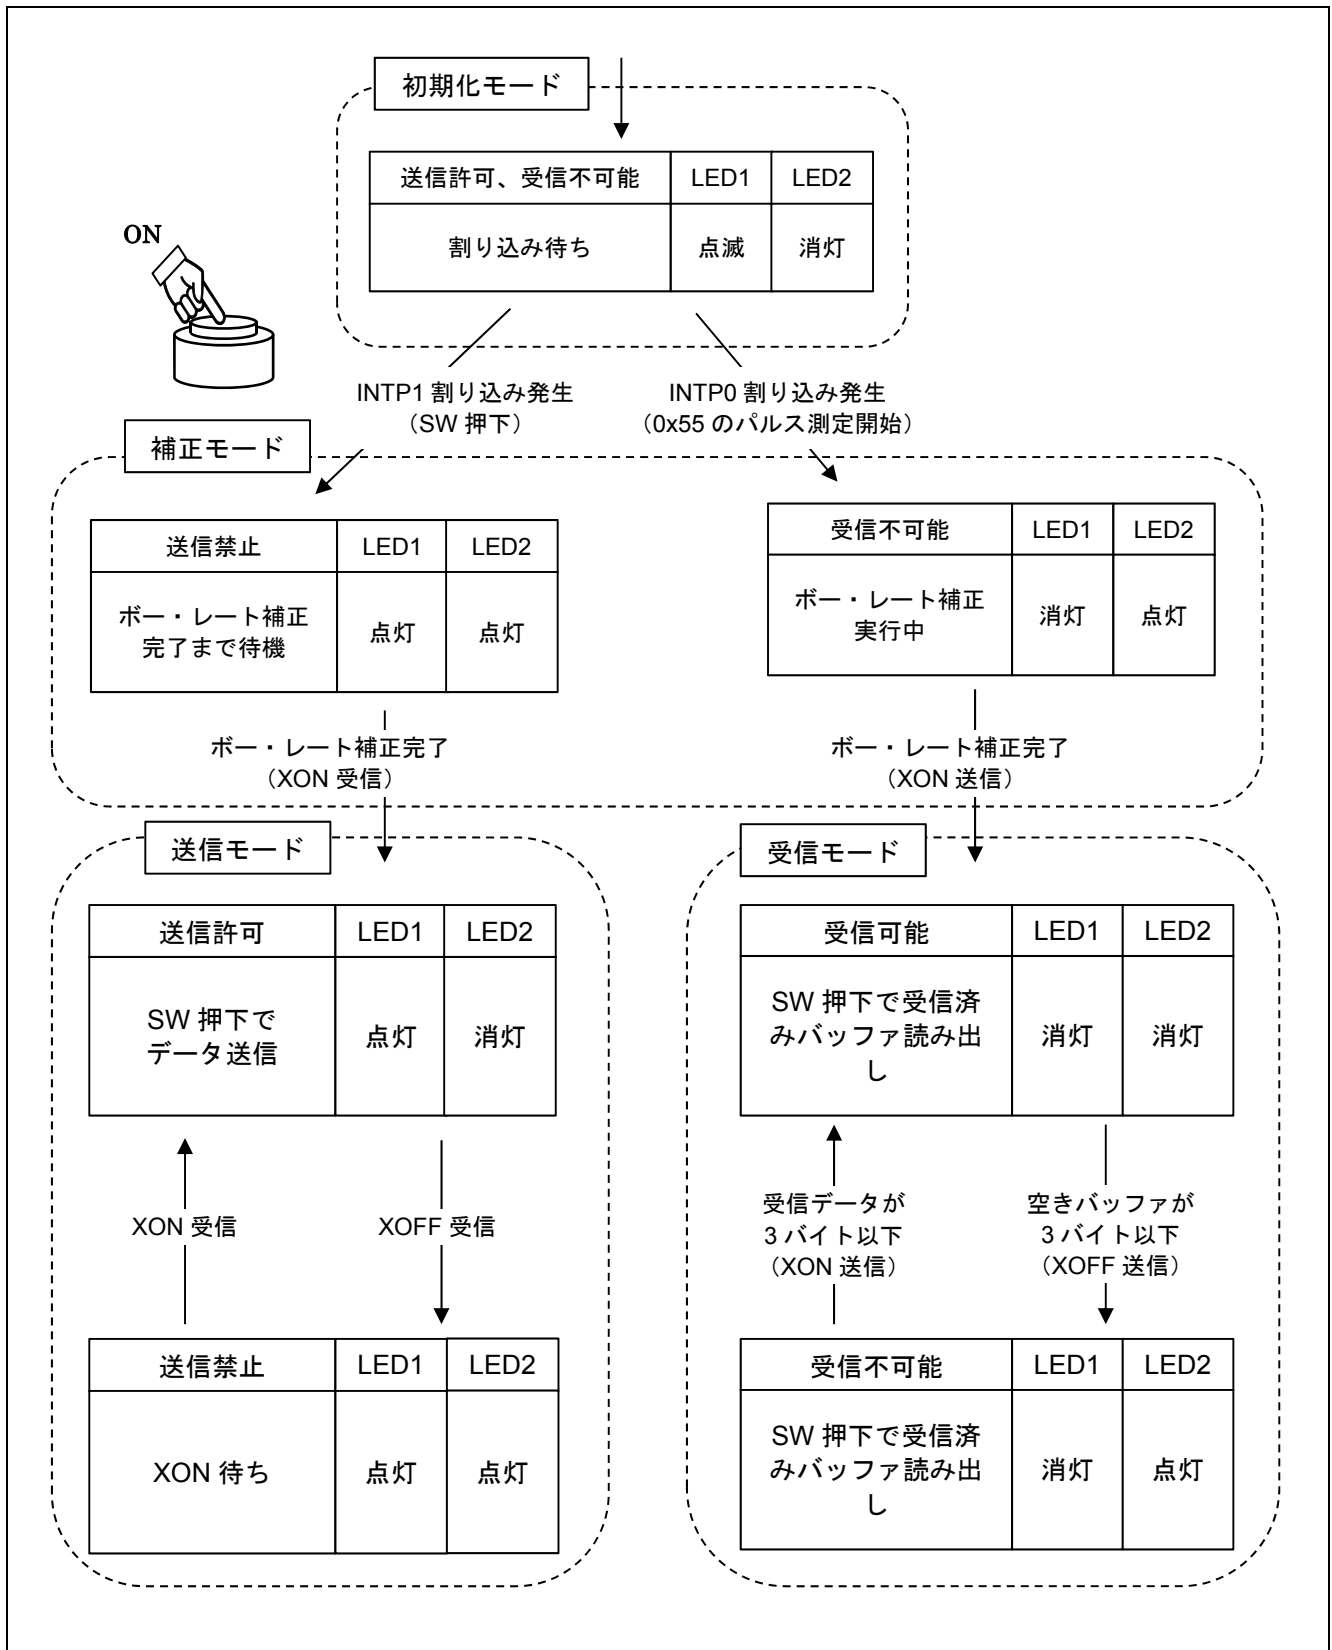 初期化モード
送信許可、受信不可能 LED1 LED2
割り込み待ち 点滅 消灯
ON
INTP1 割り込み発生
（SW 押下）
INTP0 割り込み発生
（0x55 のパルス測定開始）
補正モード
送信禁止 LED1 LED2
ボー・レート補正
完了まで待機
点灯 点灯
受信不可能 LED1 LED2
ボー・レート補正
実行中
消灯 点灯
ボー・レート補正完了
（XON 受信）
ボー・レート補正完了
（XON 送信）
送信モード
送信許可 LED1 LED2
SW 押下で
データ送信
点灯 消灯
XON 受信
XOFF 受信
送信禁止 LED1 LED2
XON 待ち 点灯 点灯
受信モード
受信可能 LED1 LED2
SW 押下で受信済
みバッファ読み出
し
消灯 消灯
受信データが
3 バイト以下
（XON 送信）
空きバッファが
3 バイト以下
（XOFF 送信）
受信不可能 LED1 LED2
SW 押下で受信済
みバッファ読み出
し
消灯 点灯